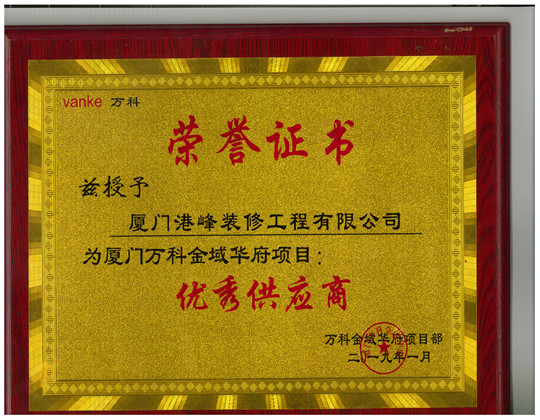 vanke 万科
荣誉证书
兹授予
厦门港峰装修工程有限公司
为厦门万科金域华府项目:
优秀供应商
万科金域华府项目部
二〇一九年一月